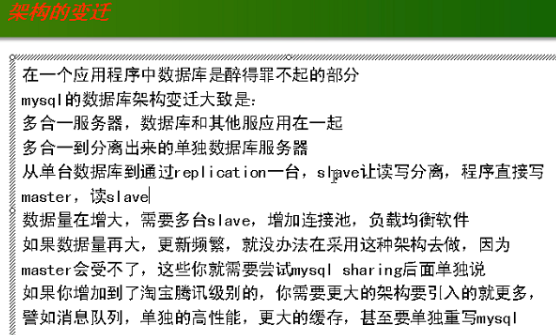 架构的变迁
在一个应用程序中数据库是醉得罪不起的部分
mysql的数据库架构变迁大致是：
多合一服务器，数据库和其他服应用在一起
多合一到分离出来的单独数据库服务器
从单台数据库到通过replication一台，slave让读写分离，程序直接写
master，读slave
数据量在增大，需要多台slave，增加连接池，负载均衡软件
如果数据量再大，更新频繁，就没办法在采用这种架构去做，因为
master会受不了，这些你就需要尝试mysql sharing后面单独说
如果你增加到了淘宝腾讯级别的，你需要更大的架构要引入的就更多，
譬如消息队列，单独的高性能，更大的缓存，甚至要单独重写mysql